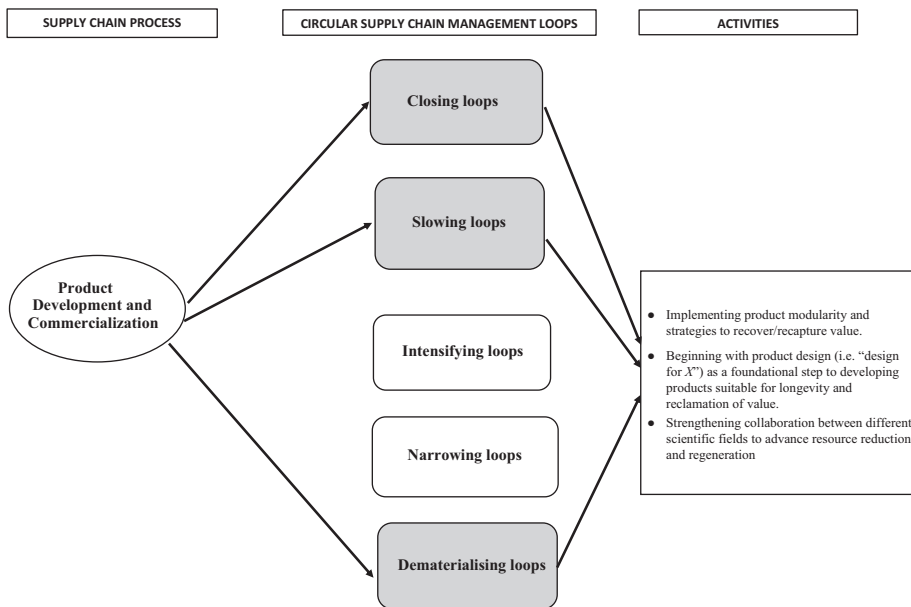 SUPPLY CHAIN PROCESS
CIRCULAR SUPPLY CHAIN MANAGEMENT LOOPS
ACTIVITIES
Product
Development and
Commercialization
Closing loops
Slowing loops
Intensifying loops
Narrowing loops
Dematerialising loops
● Implementing product modularity and
strategies to recover/recapture value.
● Beginning with product design (i.e. “design
for X”) as a foundational step to developing
products suitable for longevity and
reclamation of value.
● Strengthening collaboration between different
scientific fields to advance resource reduction
and regeneration